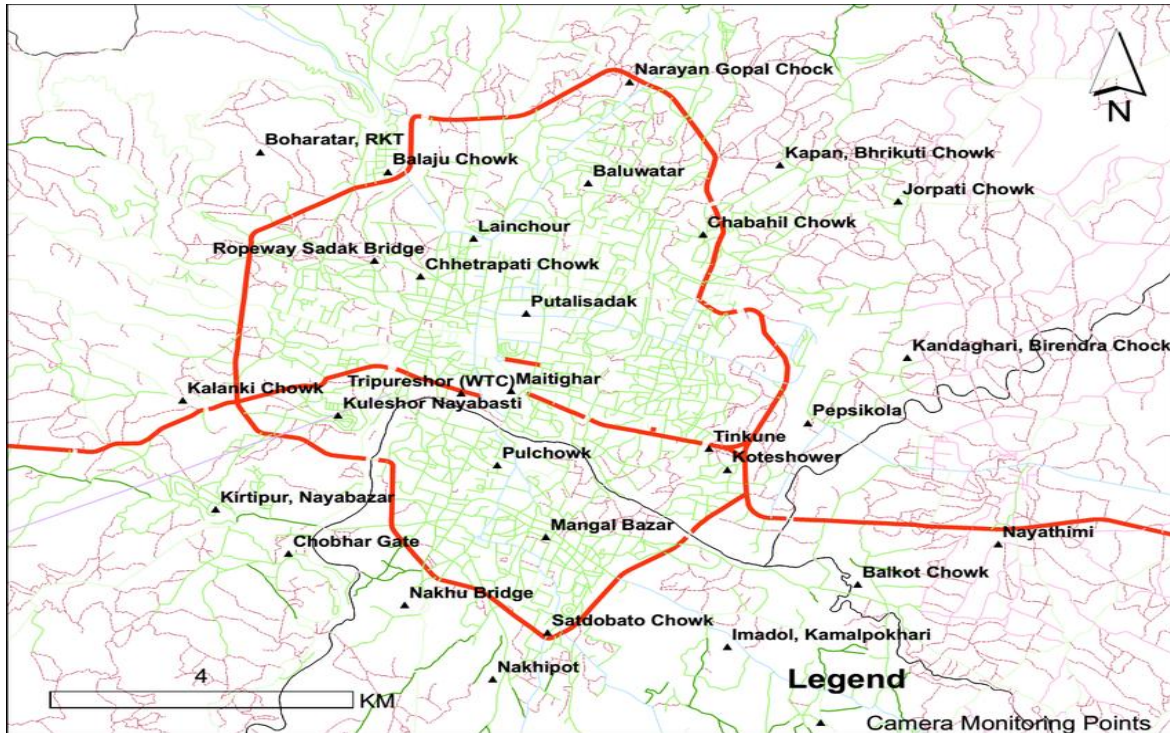 Narayan Gopal Chock
N
Boharatar, RKT
Balaju Chowk
Kapan, Bhrikuti Chowk
Baluwatar
Jorpati Chowk
Lainchour
Chabahil Chowk
Ropeway Sadak Bridge
Chhetrapati Chowk
Putalisadak
Kandaghari, Birendra Chock
Kalanki Chowk
Tripureshor (WTC)
Maitighar
Kuleshor Nayabasti
Pepsikola
Tinkune
Pulchowk
Koteshower
Kirtipur, Nayabazar
Mangal Bazar
Nayathimi
Chobhar Gate
Balkot Chowk
Nakhu Bridge
Satdobato Chowk
Imadol, Kamalpokhari
Nakhipot
4
KM
Legend
Camera Monitoring Points